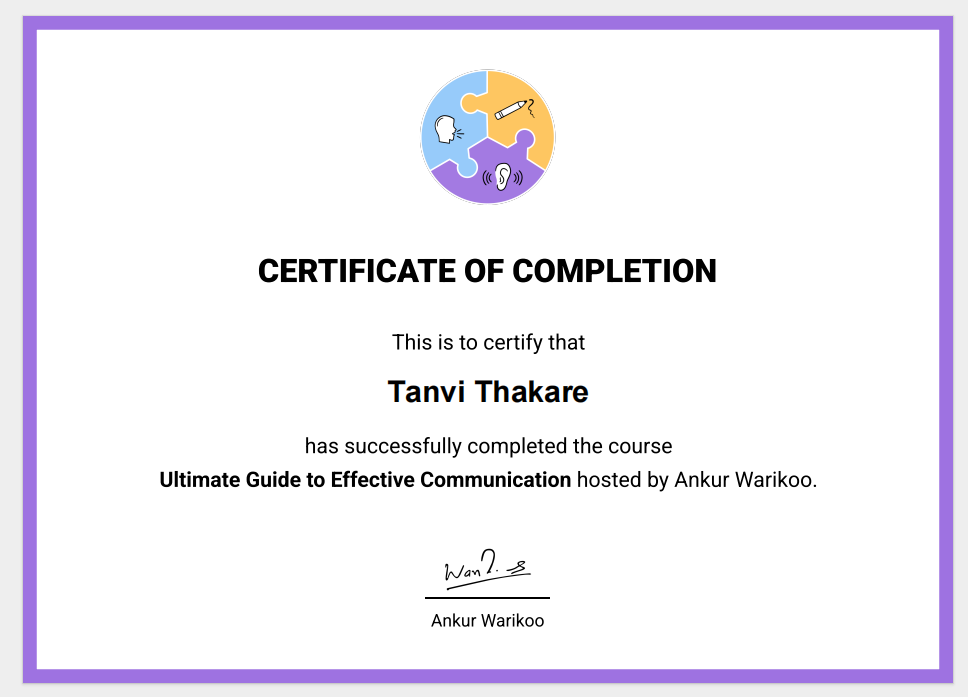 CERTIFICATE OF COMPLETION
This is to certify that
Tanvi Thakare
has successfully completed the course
Ultimate Guide to Effective Communication hosted by Ankur Warikoo.
Ankur Warikoo